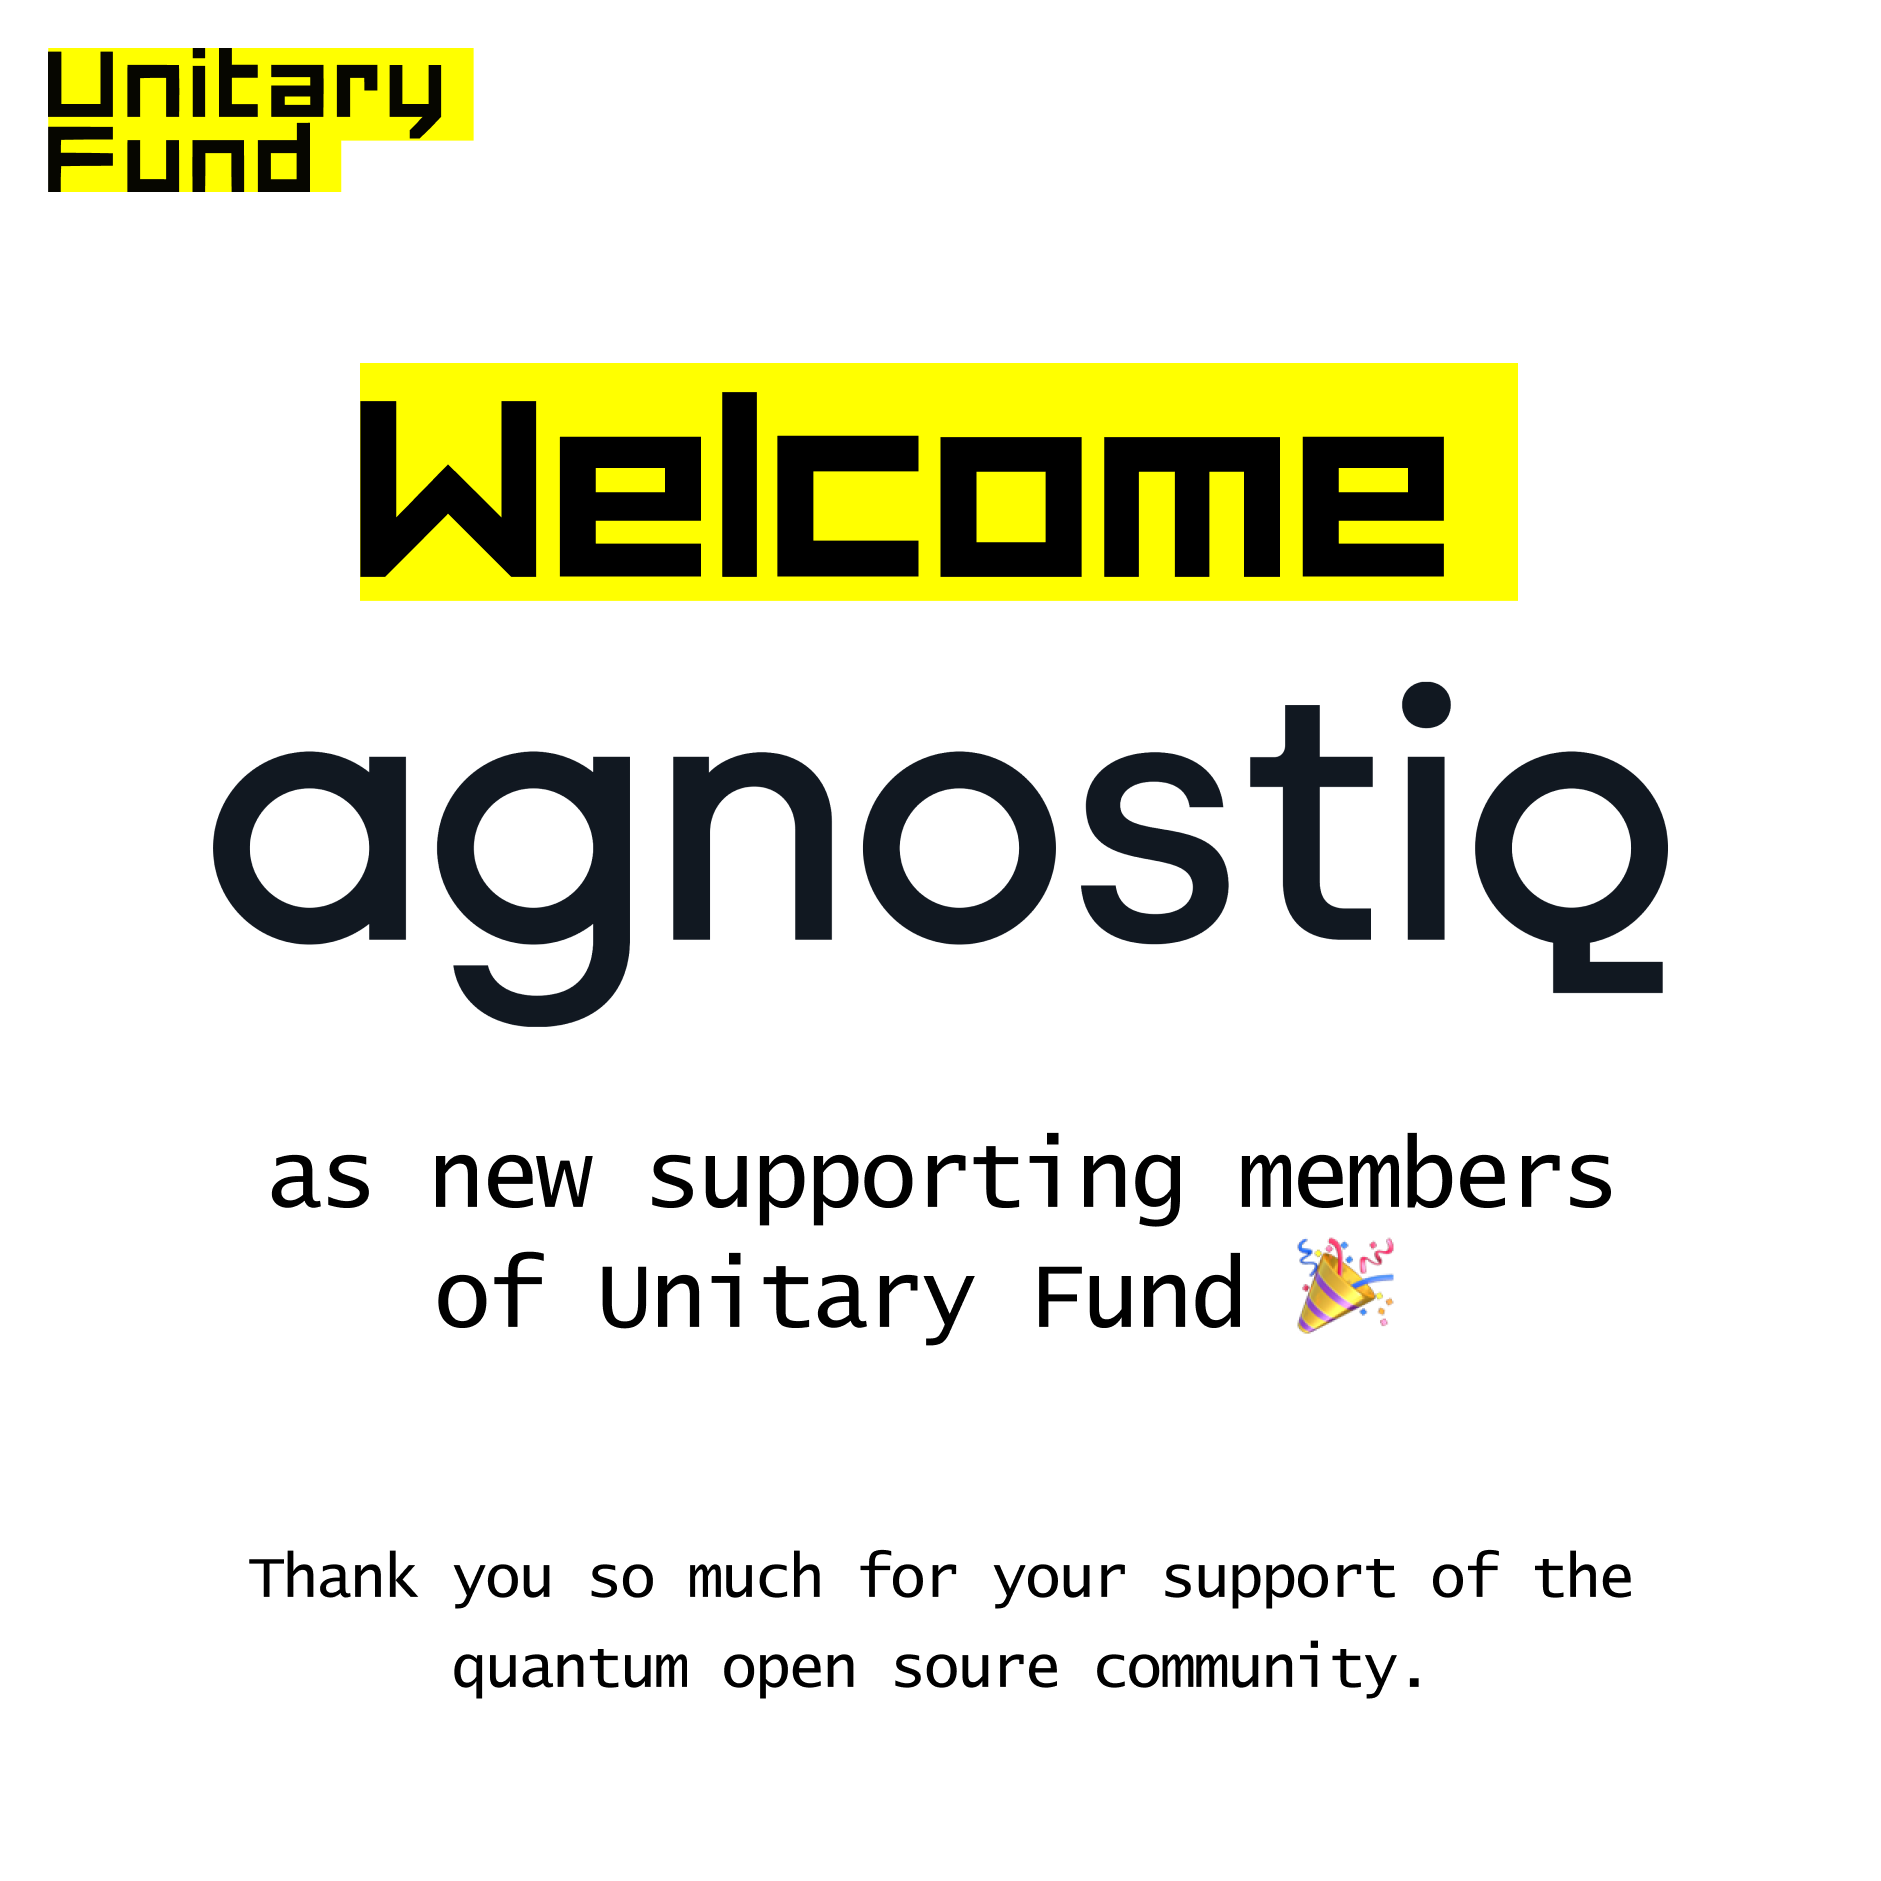 Unitary
Fund
Welcome
agnostiq
as new supporting members
of Unitary Fund 🎉
Thank you so much for your support of the
quantum open soure community.